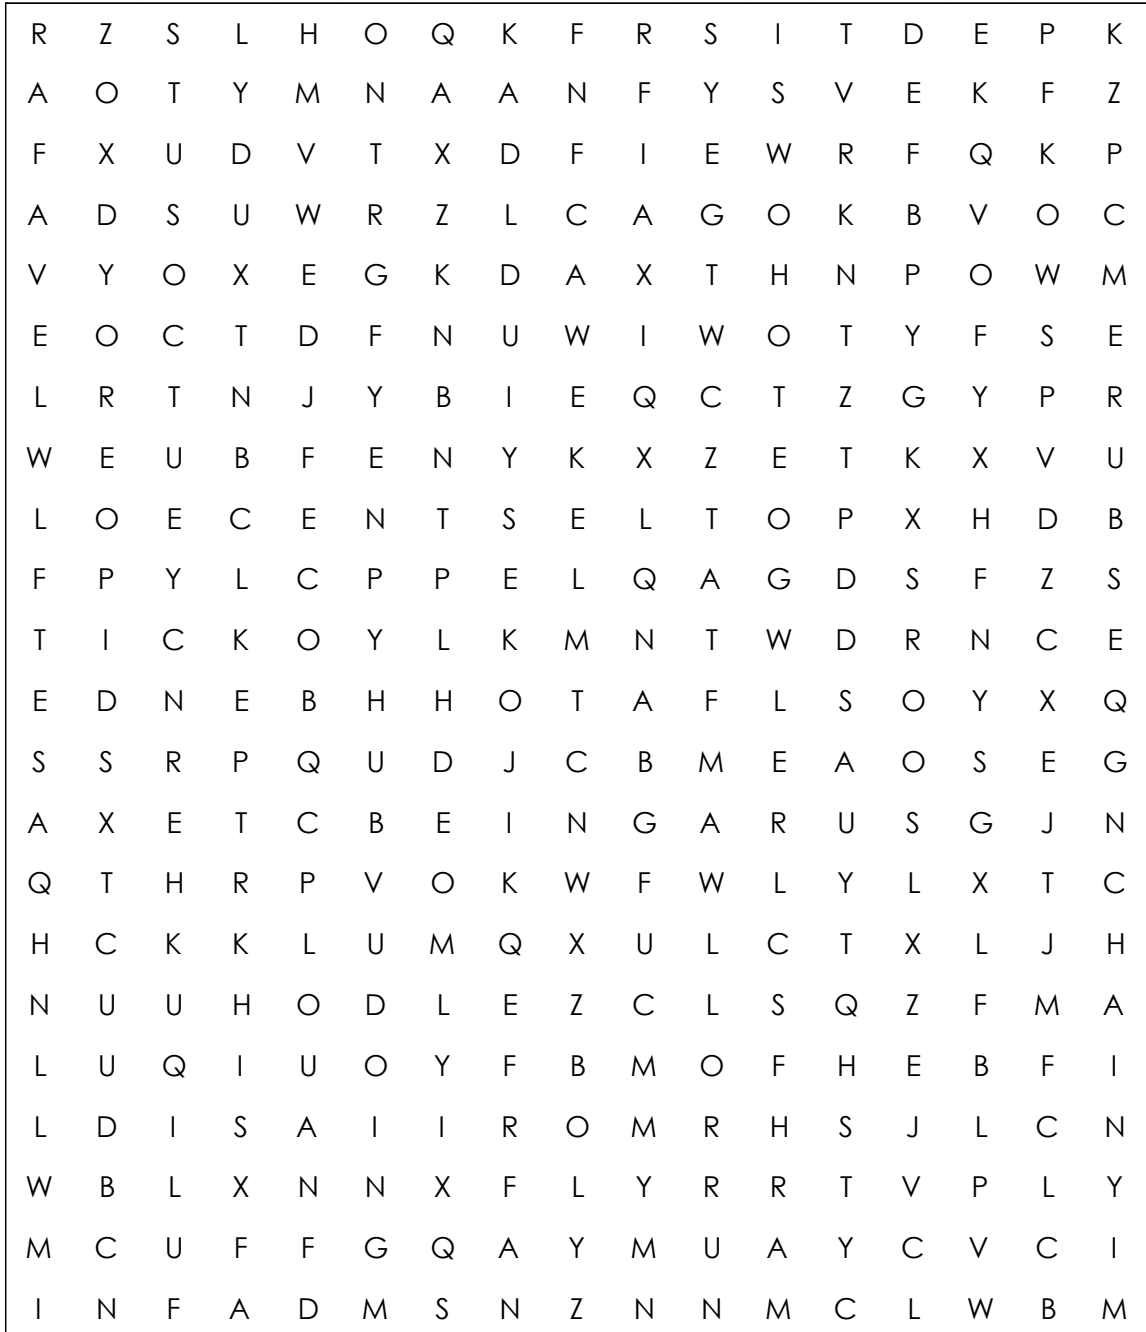 R Z S L H O Q K F R S I T D E P K
A O T Y M N A A N F Y S V E K F Z
F X U D V T X D F I E W R F Q K P
A D S U W R Z L C A G O K B V O C
V Y O X E G K D A X T H N P O W M
E O C T D F N U W I W O T Y F S E
L R T N J Y B I E Q C T Z G Y P R
W E U B F E N Y K X Z E T K X V U
L O E C E N T S E L T O P X H D B
F P Y L C P P E L Q A G D S F Z S
T I C K O Y L K M N T W D R N C E
E D N E B H H O T A F L S O Y X Q
S S R P Q U D J C B M E A O S E G
A X E T C B E I N G A R U S G J N
Q T H R P V O K W F W L Y L X T C
H C K K L U M Q X U L C T X L J H
N U U H O D L E Z C L S Q Z F M A
L U Q I U O Y F B M O F H E B F I
L D I S A I I R O M R H S J L C N
W B L X N N X F L Y R R T V P L Y
M C U F F G Q A Y M U A Y C V C I
I N F A D M S N Z N N M C L W B M